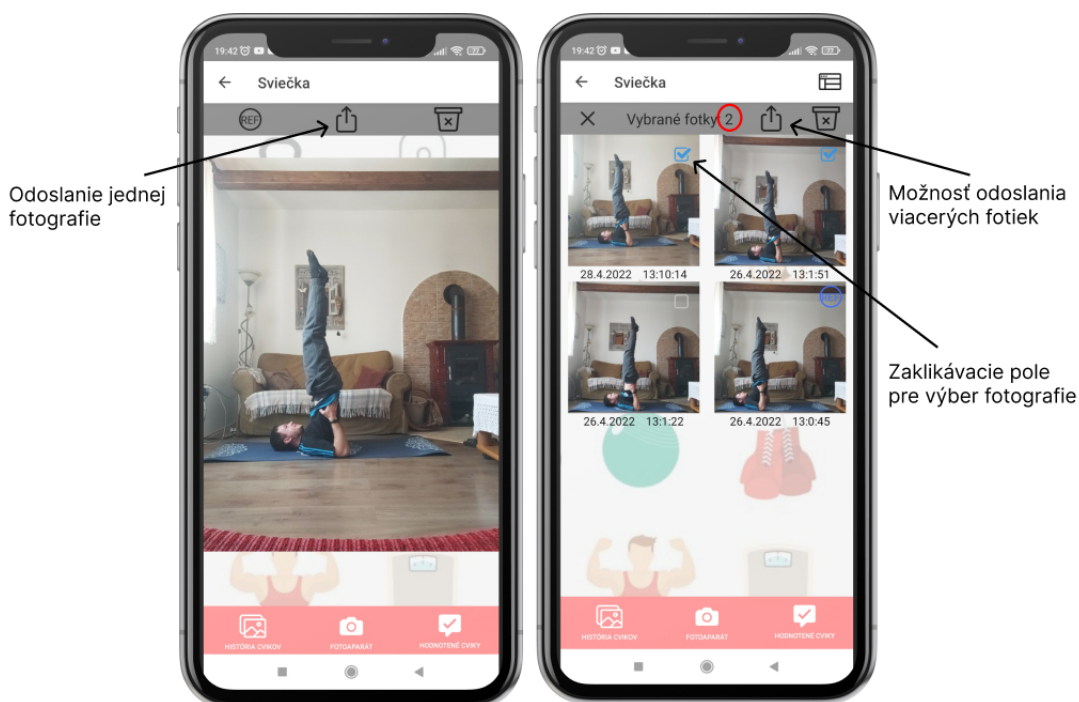 19:42
Sviečka
REF
Odoslanie jednej
fotografie
HISTÓRIA CVIKOV
FOTOAPARÁT
HODNOTENÉ CVIKY
19:42
Sviečka
Vybrané fotky 2
28.4.2022 13:10:14
26.4.2022 13:1:51
REF
26.4.2022 13:1:22
26.4.2022 13:0:45
HISTÓRIA CVIKOV
FOTOAPARÁT
HODNOTENÉ CVIKY
Možnosť odoslania
viacerých fotiek
Zaklikávacie pole
pre výber fotografie